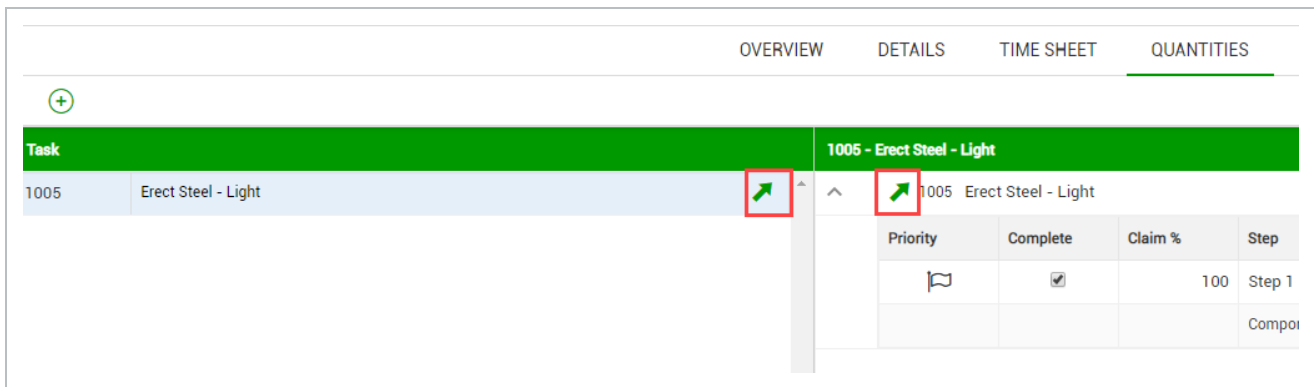 OVERVIEW DETAILS TIME SHEET QUANTITIES
Task
1005 - Erect Steel - Light
1005 Erect Steel - Light
1005 Erect Steel - Light
Priority Complete Claim % Step
100 Step 1